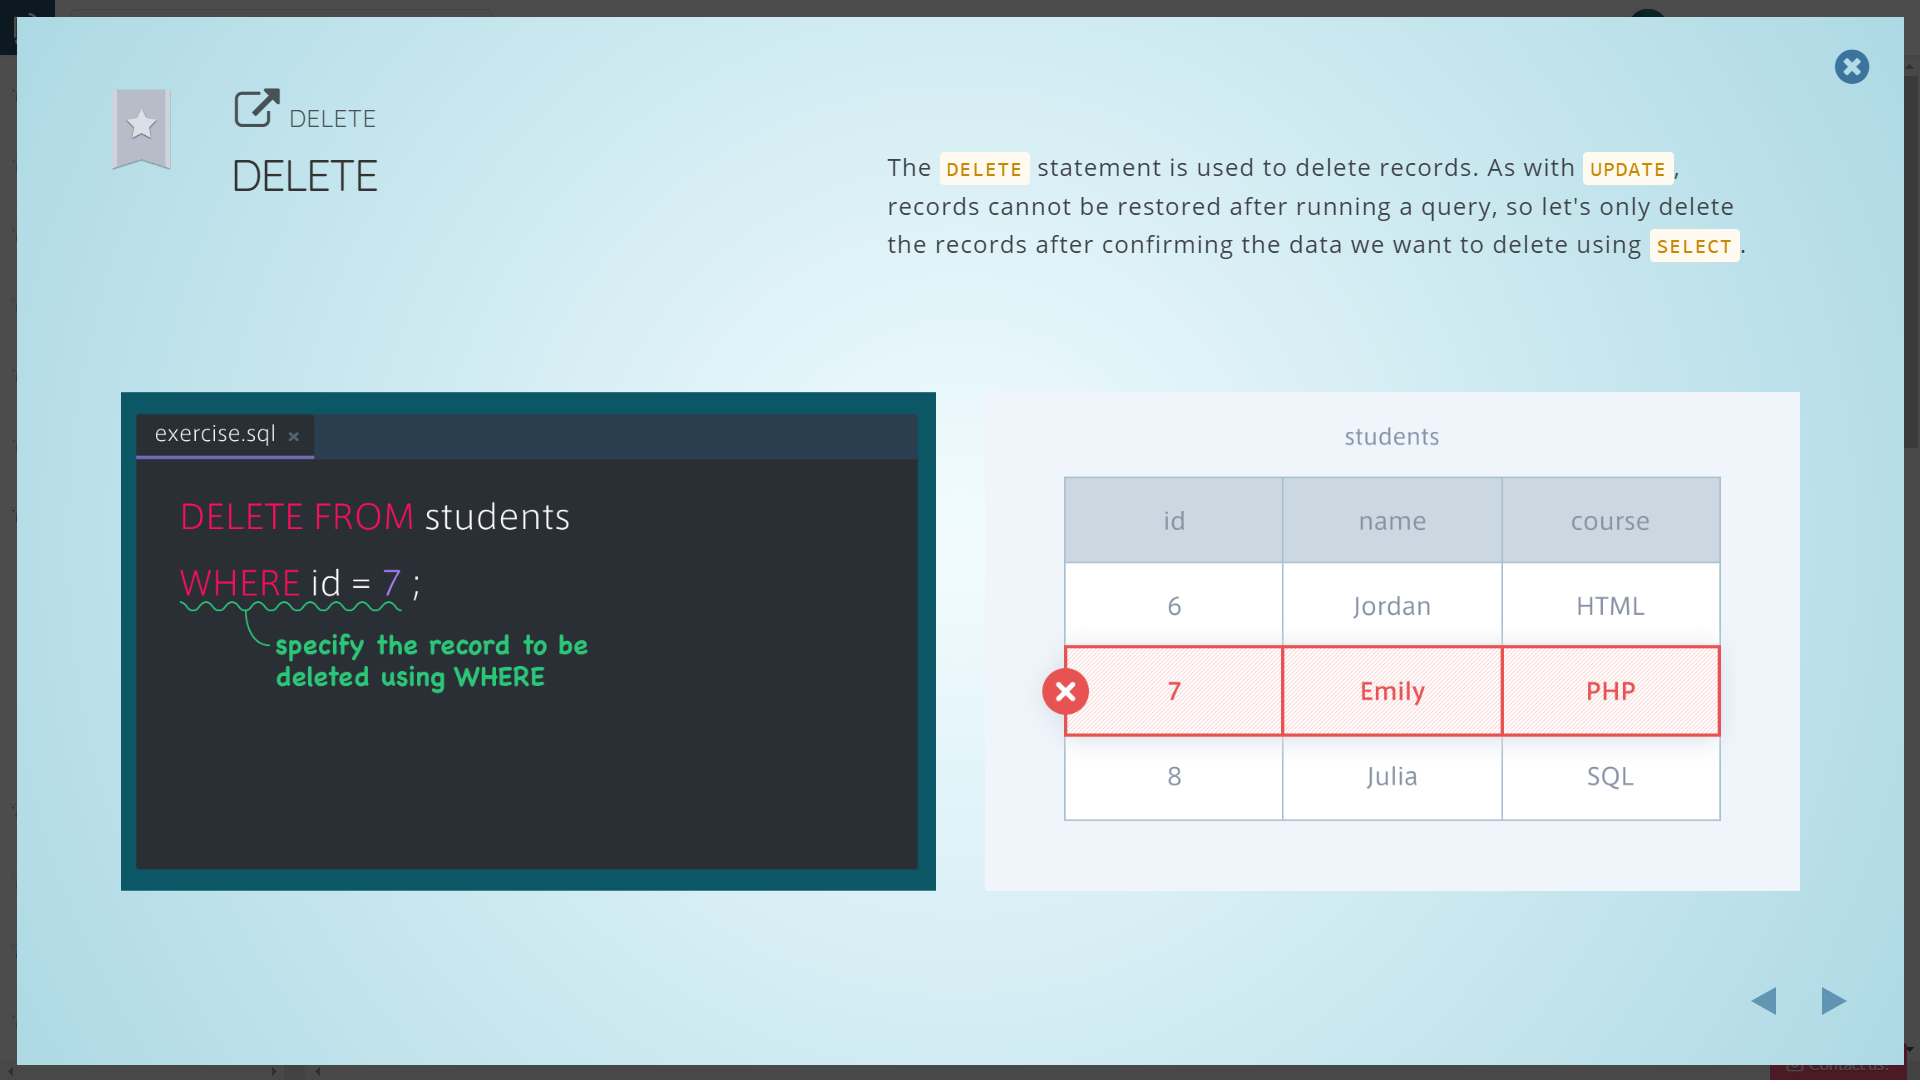 DELETE
DELETE
The DELETE statement is used to delete records. As with UPDATE,
records cannot be restored after running a query, so let's only delete
the records after confirming the data we want to delete using SELECT.
exercise.sql ×
DELETE FROM students
WHERE id = 7 ;
specify the record to be
deleted using WHERE
students
id name course
6 Jordan HTML
7 Emily PHP
8 Julia SQL
Contact us!